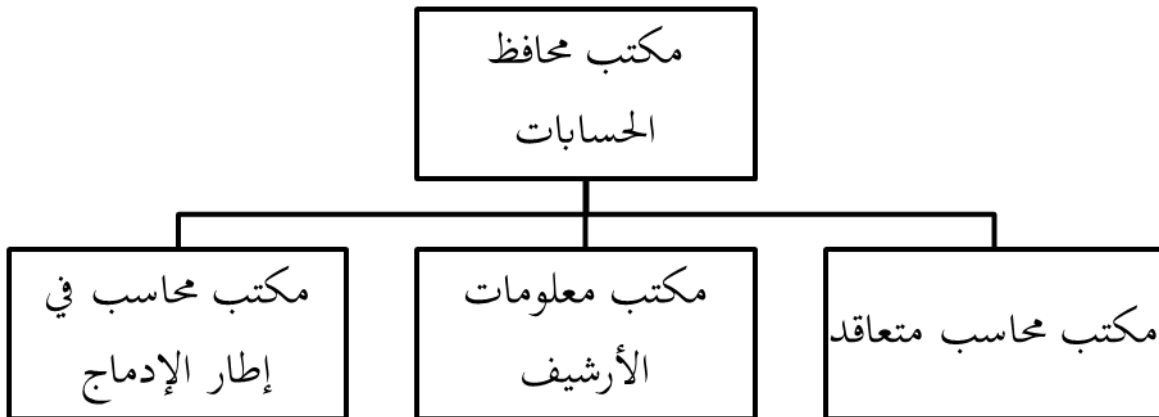 مكتب محافظ
الحسابات
مكتب محاسب متعاقد
مكتب معلومات
الأرشيف
مكتب محاسب في
إطار الإدماج